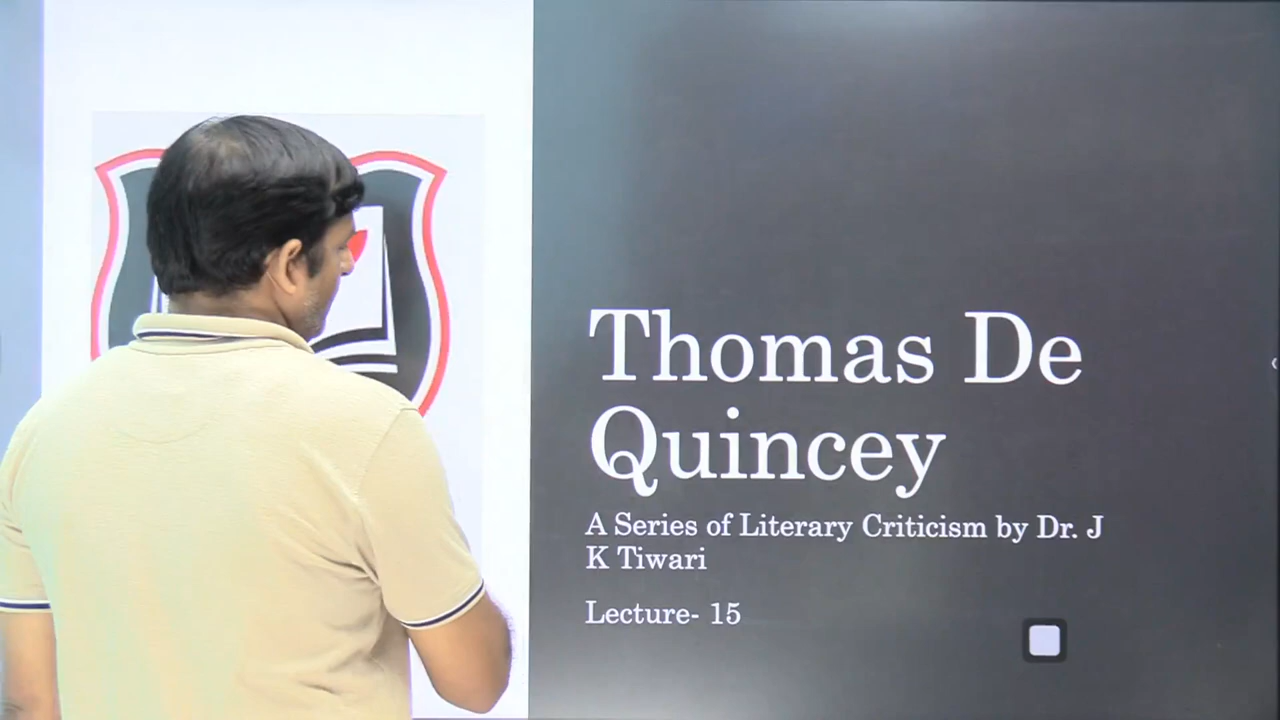 Thomas De
Quincey
A Series of Literary Criticism by Dr. J
K Tiwari
Lecture- 15